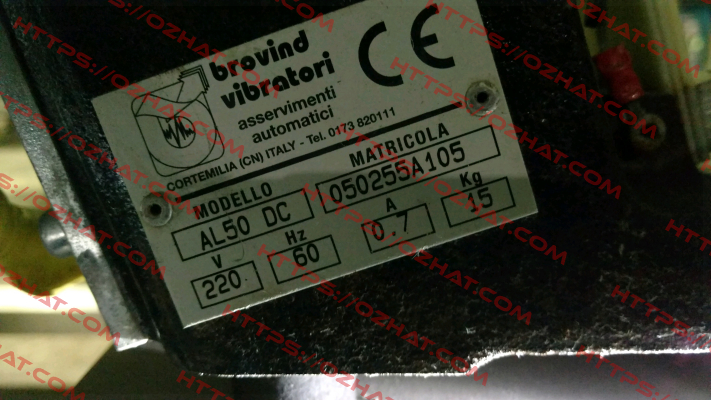 brovind
vibratori
asservimenti
automatici
CORTEMILIA (CN) ITALY - Tel. 0173 820111
CE
MODELLO MATRICOLA
AL50 DC 050255A105
V Hz A Kg
220 60 0.7 15
HTTPS://OZHAT.COM